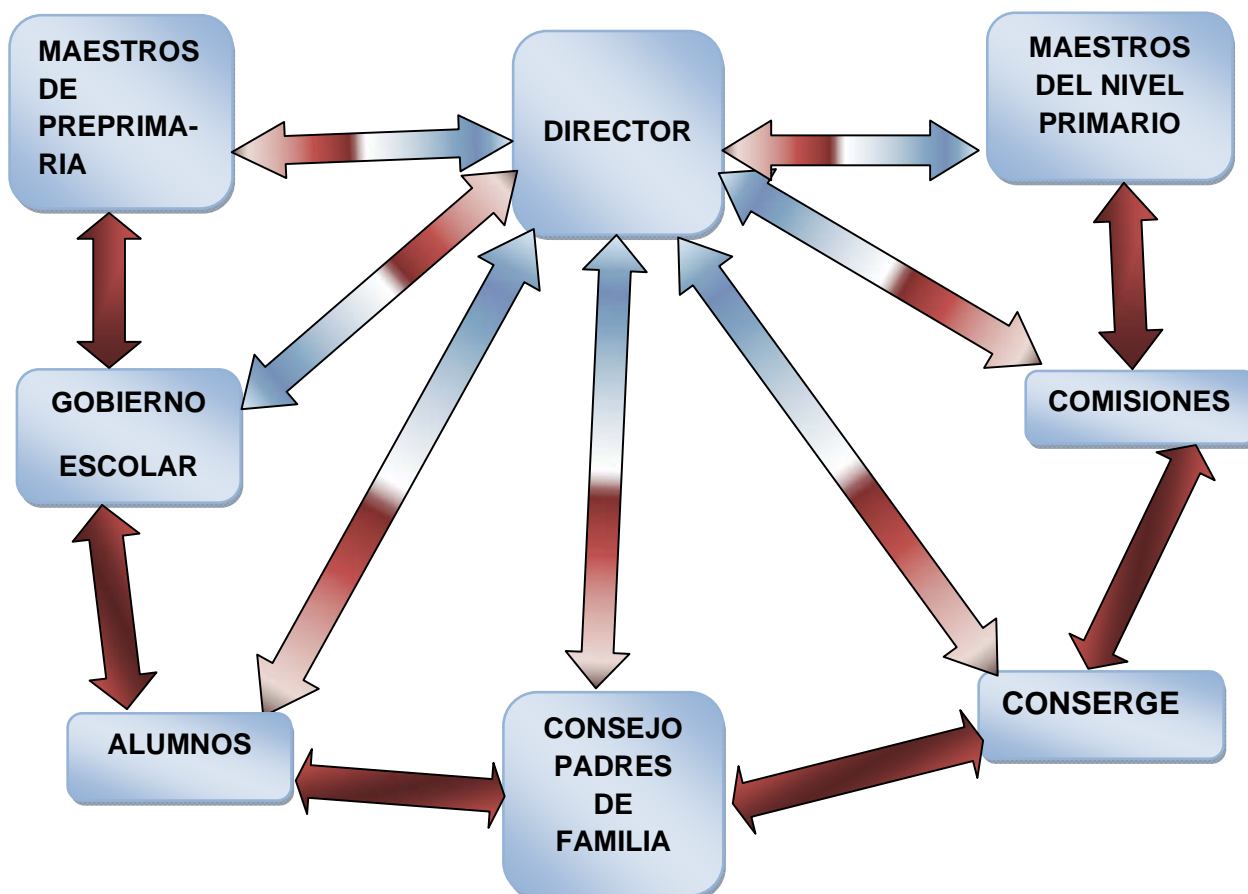 MAESTROS
DE
PREPRIMA-
RIA
DIRECTOR
MAESTROS
DEL NIVEL
PRIMARIO
GOBIERNO
ESCOLAR
COMISIONES
ALUMNOS
CONSEJO
PADRES
DE
FAMILIA
CONSERGE